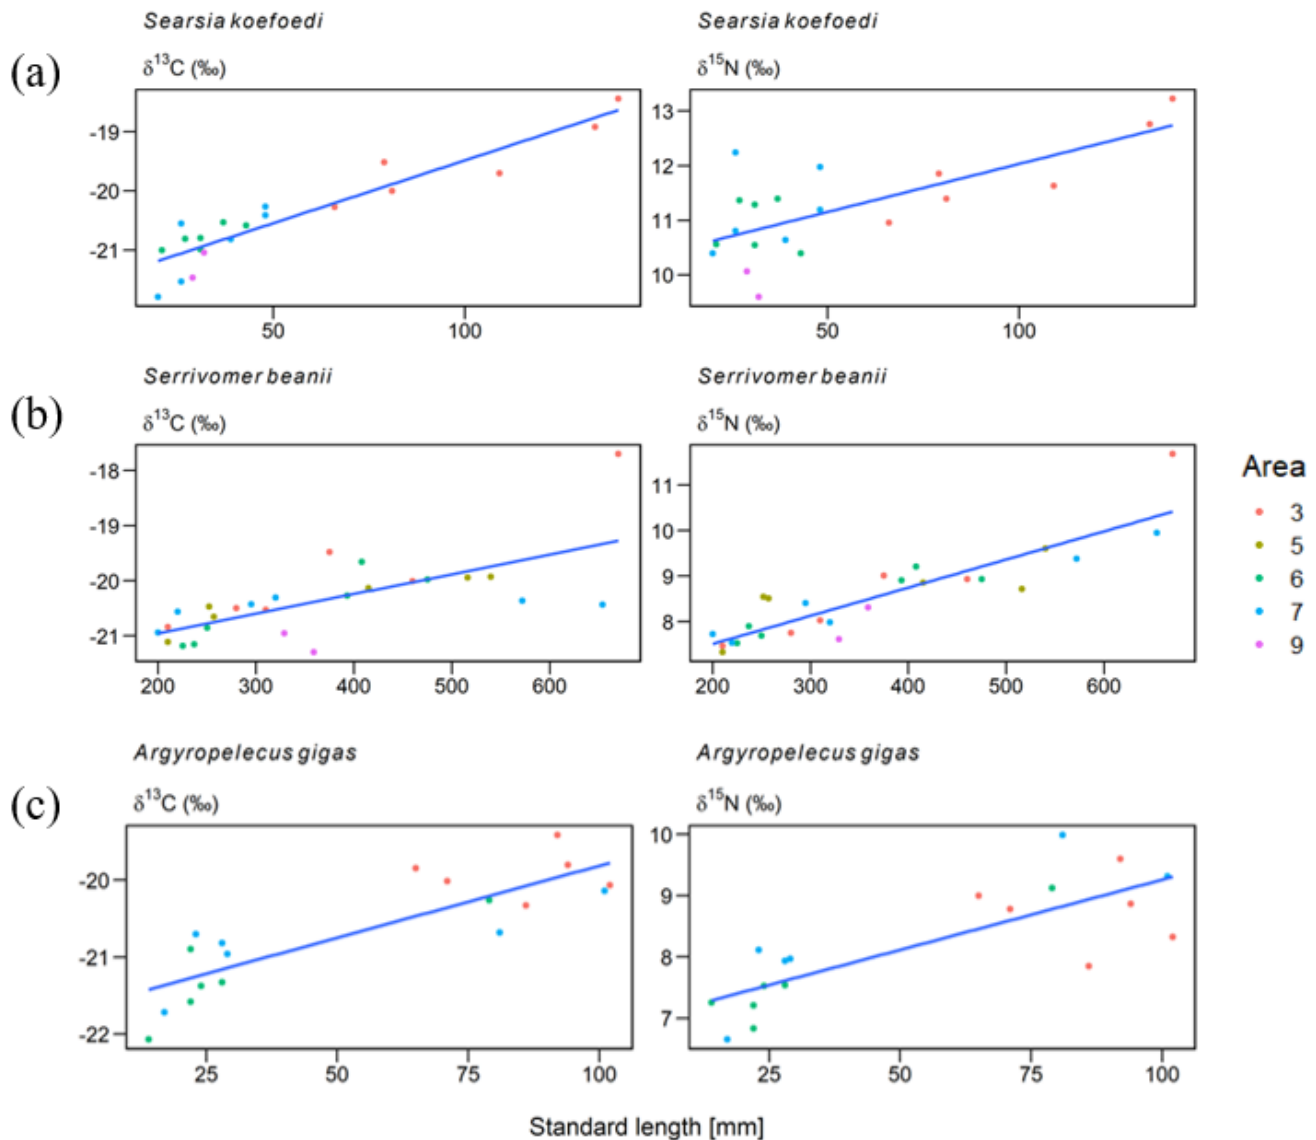 Searsia koefoedi
Searsia koefoedi
(a)
δ13C (‰)
δ15N (‰)
-19
-20
-21
50
100
13
12
11
10
50
100
Serrivomer beanii
Serrivomer beanii
(b)
δ13C (‰)
δ15N (‰)
-18
-19
-20
-21
200
300
400
500
600
11
10
9
8
200
300
400
500
600
Area
3
5
6
7
9
Argyropelecus gigas
Argyropelecus gigas
(c)
δ13C (‰)
δ15N (‰)
-20
-21
-22
25
50
75
100
10
9
8
7
25
50
75
100
Standard length [mm]